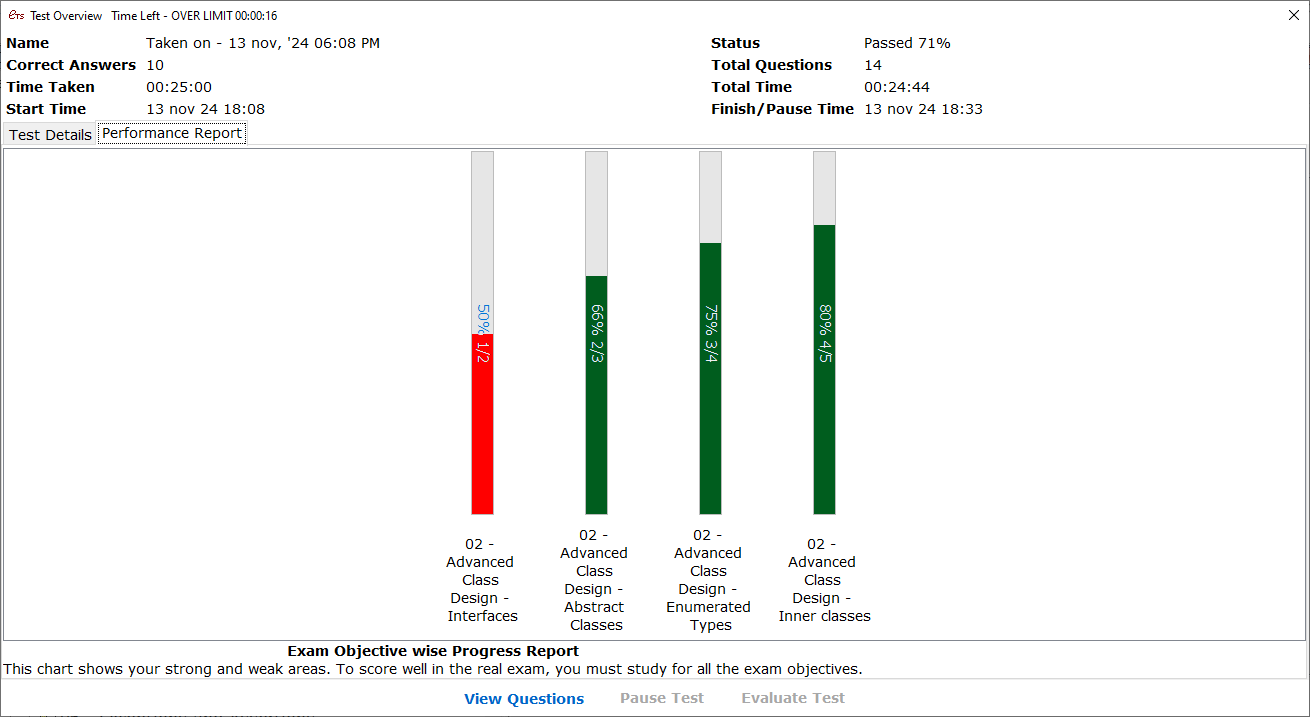 ETS Test Overview Time Left - OVER LIMIT 00:00:16
Name Taken on - 13 nov, '24 06:08 PM Status Passed 71%
Correct Answers 10 Total Questions 14
Time Taken 00:25:00 Total Time 00:24:44
Start Time 13 nov 24 18:08 Finish/Pause Time 13 nov 24 18:33
Test Details Performance Report
50% 1/2
66% 2/3
75% 3/4
80% 4/5
02 -
Advanced
Class
Design -
Interfaces
02 -
Advanced
Class
Design -
Abstract
Classes
02 -
Advanced
Class
Design -
Enumerated
Types
02 -
Advanced
Class
Design -
Inner classes
Exam Objective wise Progress Report
This chart shows your strong and weak areas. To score well in the real exam, you must study for all the exam objectives.
View Questions Pause Test Evaluate Test